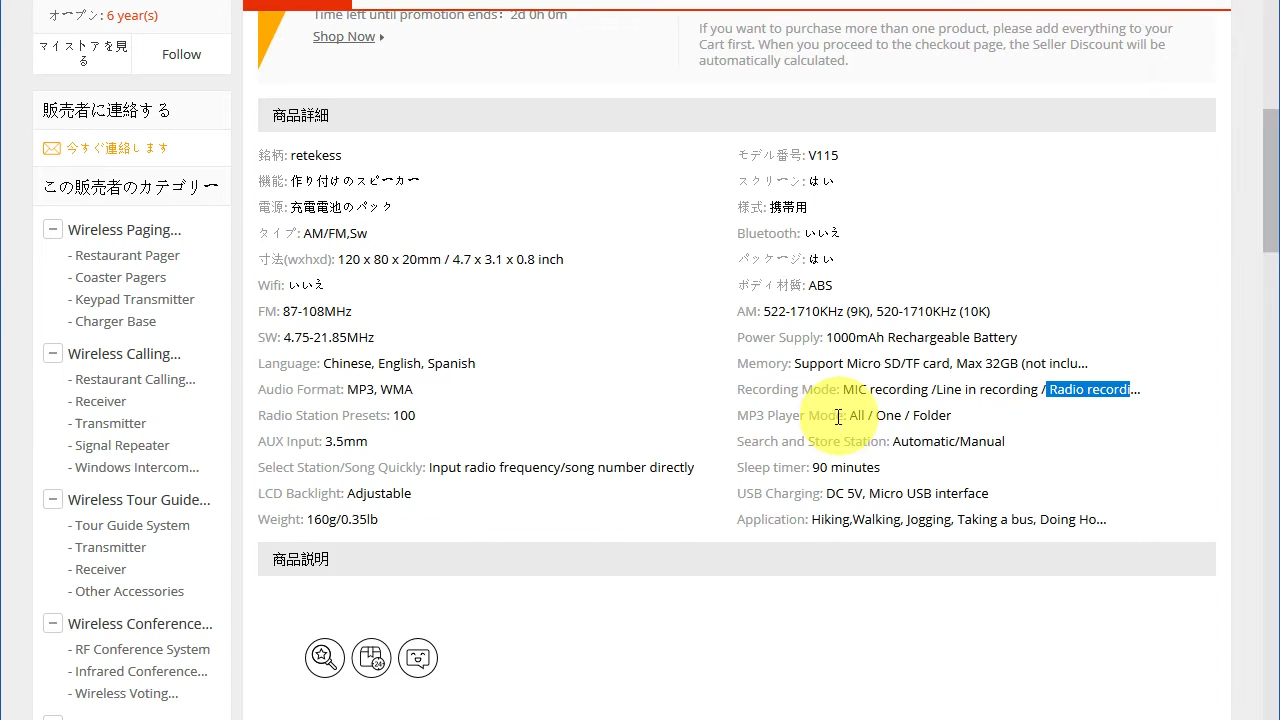 オープン: 6 year(s)
マイストアを見る
Follow
販売者に連絡する
今すぐ連絡します
この販売者のカテゴリー
Wireless Paging...
- Restaurant Pager
- Coaster Pagers
- Keypad Transmitter
- Charger Base
Wireless Calling...
- Restaurant Calling...
- Receiver
- Transmitter
- Signal Repeater
- Windows Intercom...
Wireless Tour Guide...
- Tour Guide System
- Transmitter
- Receiver
- Other Accessories
Wireless Conference...
- RF Conference System
- Infrared Conference...
- Wireless Voting...
Time left until promotion ends: 2d 0h 0m
Shop Now
If you want to purchase more than one product, please add everything to your
Cart first. When you proceed to the checkout page, the Seller Discount will be
automatically calculated.
商品詳細
銘柄: retekess
モデル番号: V115
機能: 作り付けのスピーカー
スクリーン: はい
電源: 充電電池のパック
様式: 携帯用
タイプ: AM/FM,Sw
Bluetooth: いいえ
寸法(wxhxd): 120 x 80 x 20mm / 4.7 x 3.1 x 0.8 inch
パッケージ: はい
Wifi: いいえ
ボディ材質: ABS
FM: 87-108MHz
AM: 522-1710KHz (9K), 520-1710KHz (10K)
SW: 4.75-21.85MHz
Power Supply: 1000mAh Rechargeable Battery
Language: Chinese, English, Spanish
Memory: Support Micro SD/TF card, Max 32GB (not inclu...
Audio Format: MP3, WMA
Recording Mode: MIC recording /Line in recording / Radio recordi...
Radio Station Presets: 100
MP3 Player Mode: All / One / Folder
AUX Input: 3.5mm
Search and Store Station: Automatic/Manual
Select Station/Song Quickly: Input radio frequency/song number directly
Sleep timer: 90 minutes
LCD Backlight: Adjustable
USB Charging: DC 5V, Micro USB interface
Weight: 160g/0.35lb
Application: Hiking,Walking, Jogging, Taking a bus, Doing Ho...
商品説明